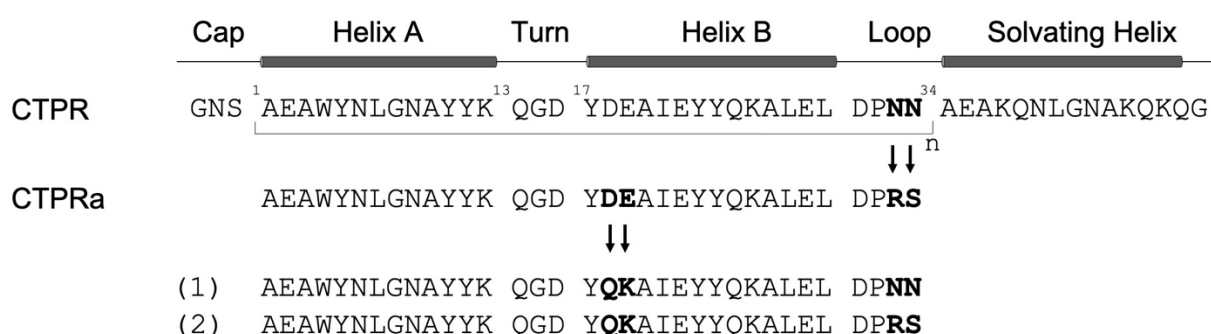 Cap Helix A Turn Helix B Loop Solvating Helix
1 13 17 34
CTPR GNS AEAWYNLGNAYYK QGD YDEAIEYYQKALEL DPNN AEAKQNLGNAKQKQG
n
CTPRa AEAWYNLGNAYYK QGD YDEAIEYYQKALEL DPRS
(1) AEAWYNLGNAYYK QGD YQKAIEYYQKALEL DPNN
(2) AEAWYNLGNAYYK QGD YQKAIEYYQKALEL DPRS